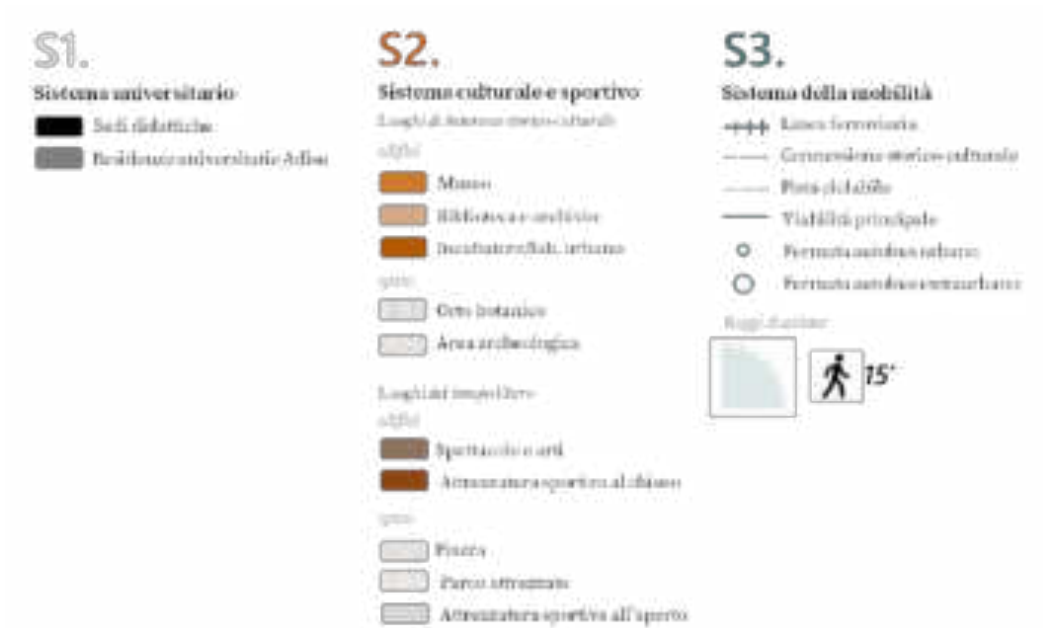 S1.
Sistema universitario
Sedi didattiche
Residenze universitarie Adisu
S2.
Sistema culturale e sportivo
Luoghi di interesse storico-culturale
edifici
Museo
Biblioteca e archivio
Incubatore/Lab. urbano
spazi
Orto botanico
Area archeologica
Luoghi del tempo libero
edifici
Spettacolo e arti
Attrezzatura sportiva al chiuso
spazi
Piazza
Parco attrezzato
Attrezzatura sportiva all'aperto
S3.
Sistema della mobilità
Linea ferroviaria
Connessione storico-culturale
Pista ciclabile
Viabilità principale
Fermata autobus urbano
Fermata autobus extraurbano
Raggi di
15'